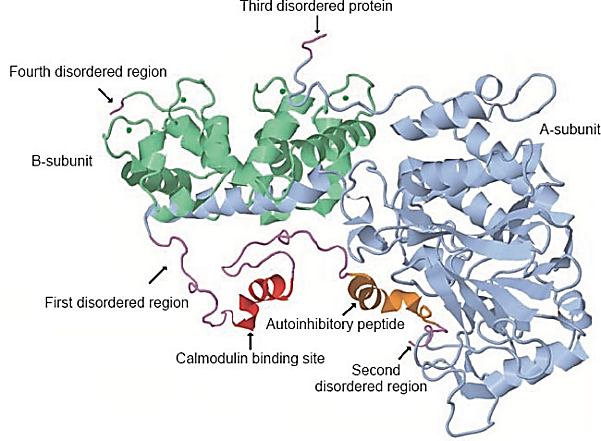 Third disordered protein
Fourth disordered region
A-subunit
B-subunit
First disordered region
Autoinhibitory peptide
Calmodulin binding site
Second
disordered region